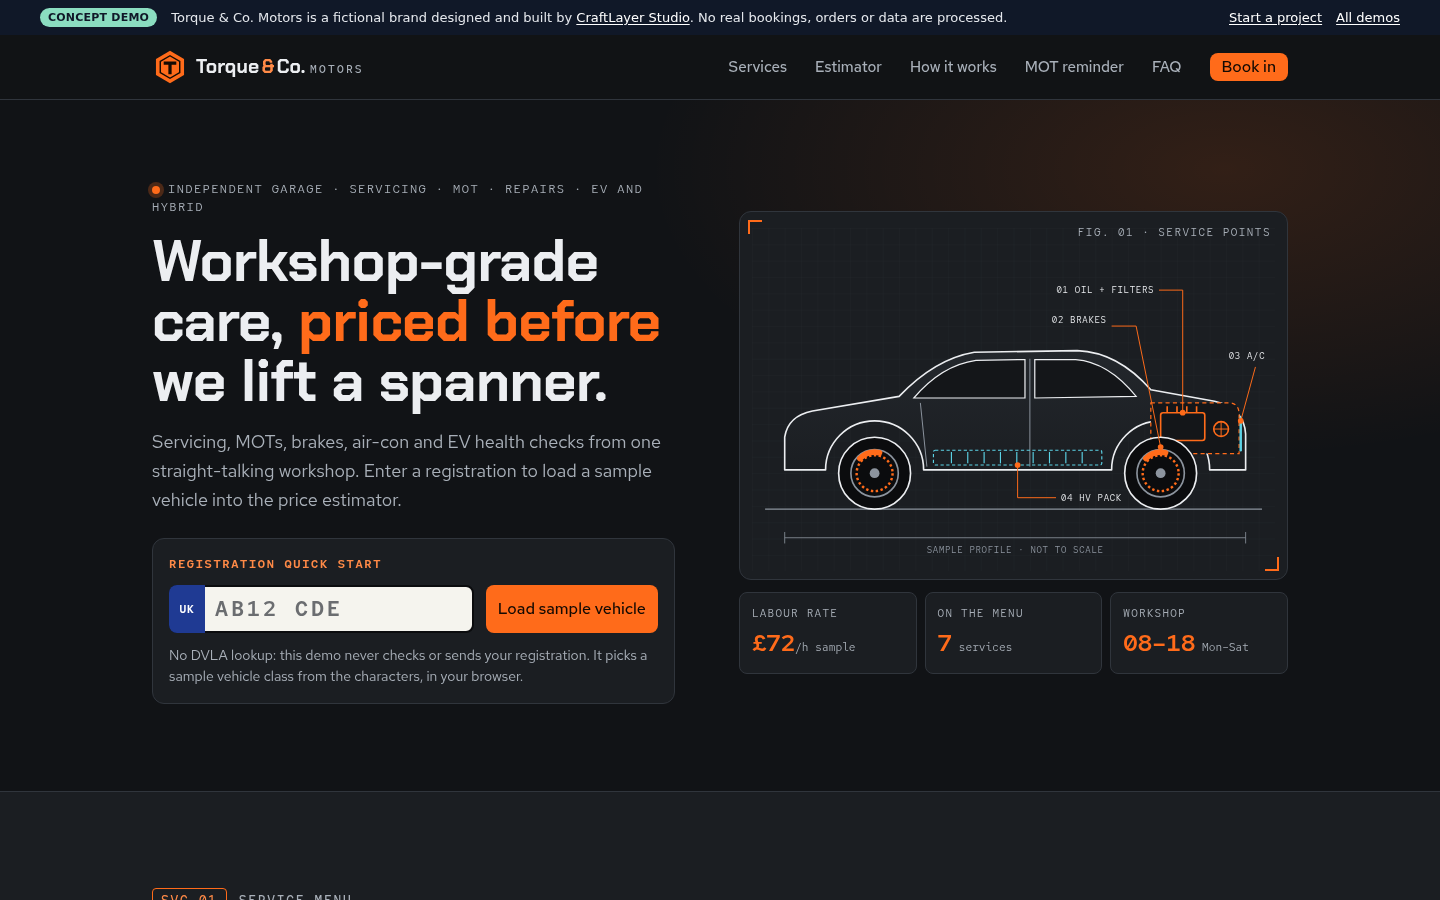 CONCEPT DEMO Torque & Co. Motors is a fictional brand designed and built by CraftLayer Studio. No real bookings, orders or data are processed. Start a project All demos
Torque & Co. MOTORS Services Estimator How it works MOT reminder FAQ Book in
INDEPENDENT GARAGE · SERVICING · MOT · REPAIRS · EV AND
HYBRID
Workshop-grade
care, priced before
we lift a spanner.
Servicing, MOTs, brakes, air-con and EV health checks from one
straight-talking workshop. Enter a registration to load a sample
vehicle into the price estimator.
REGISTRATION QUICK START
UK AB12 CDE Load sample vehicle
No DVLA lookup: this demo never checks or sends your registration. It picks a
sample vehicle class from the characters, in your browser.
FIG. 01 · SERVICE POINTS
01 OIL + FILTERS
02 BRAKES
03 A/C
04 HV PACK
SAMPLE PROFILE · NOT TO SCALE
LABOUR RATE
£72/h sample
ON THE MENU
7 services
WORKSHOP
08–18 Mon–Sat
SVC 01 SERVICE MENU